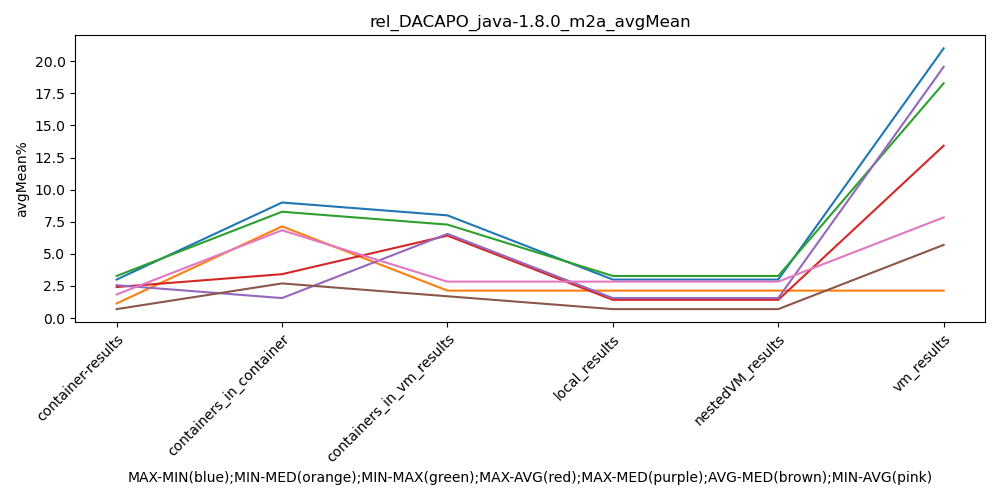 rel_DACAPO_java-1.8.0_m2a_avgMean
avgMean%
20.0
17.5
15.0
12.5
10.0
7.5
5.0
2.5
0.0
container-results
containers_in_container
containers_in_vm_results
local_results
nestedVM_results
vm_results
MAX-MIN(blue);MIN-MED(orange);MIN-MAX(green);MAX-AVG(red);MAX-MED(purple);AVG-MED(brown);MIN-AVG(pink)